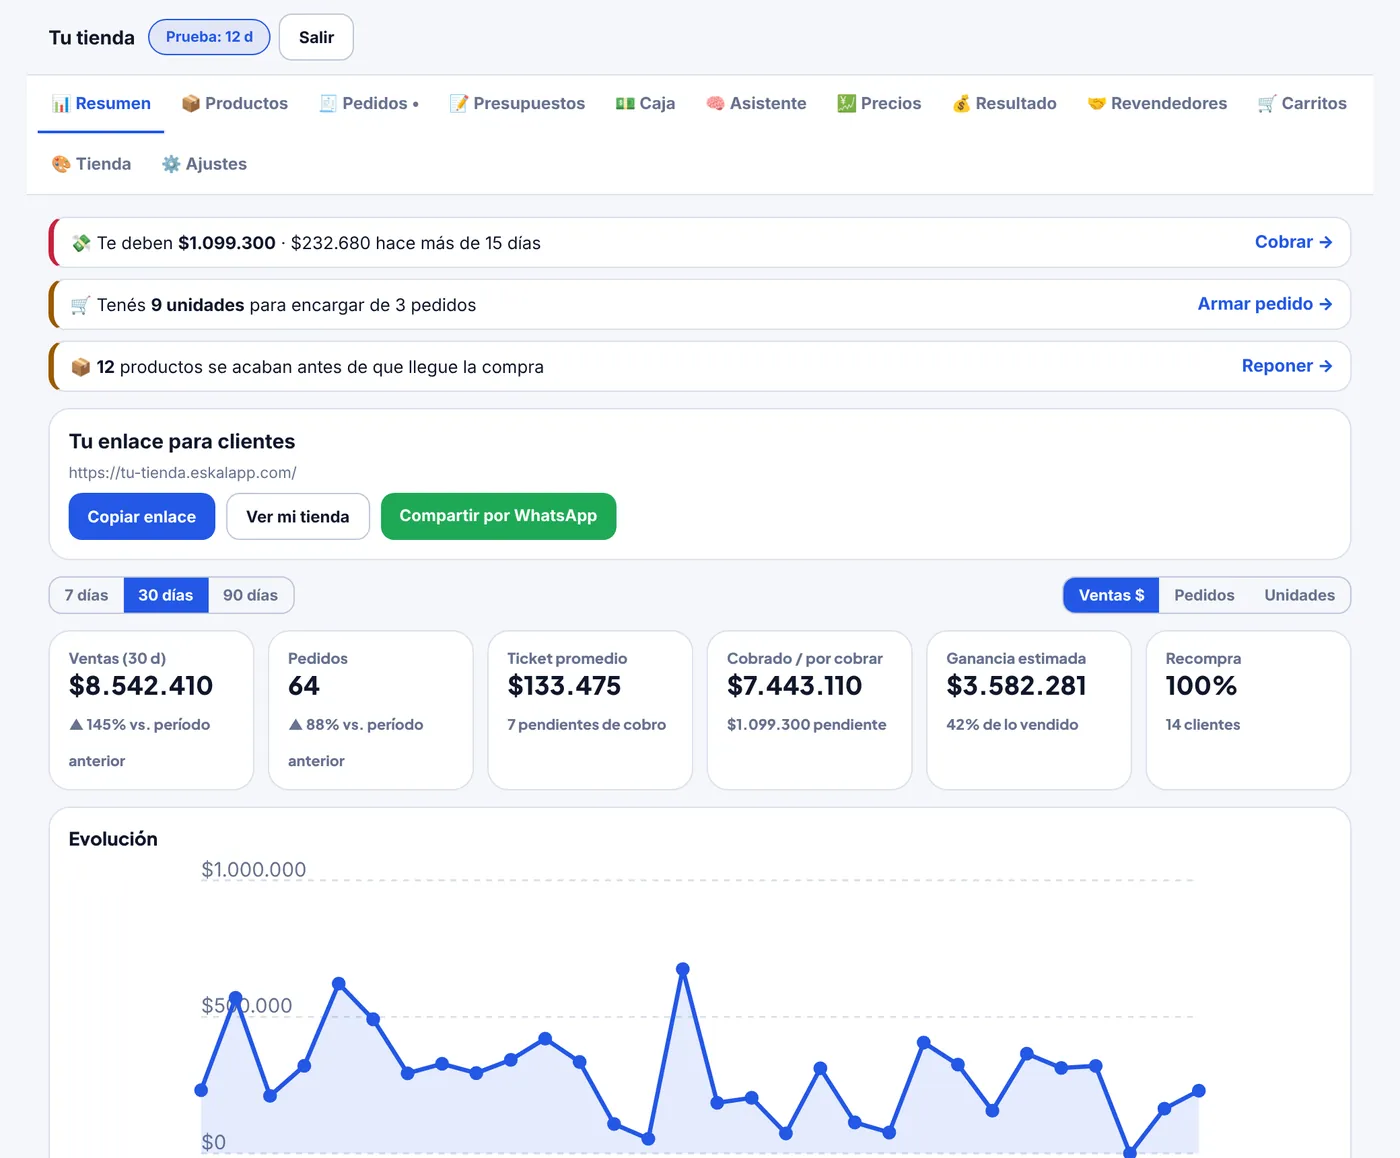 Tu tienda
Prueba: 12 d
Salir
Resumen
Productos
Pedidos •
Presupuestos
Caja
Asistente
Precios
Resultado
Revendedores
Carritos
Tienda
Ajustes
Te deben $1.099.300 · $232.680 hace más de 15 días
Cobrar →
Tenés 9 unidades para encargar de 3 pedidos
Armar pedido →
12 productos se acaban antes de que llegue la compra
Reponer →
Tu enlace para clientes
https://tu-tienda.eskalapp.com/
Copiar enlace
Ver mi tienda
Compartir por WhatsApp
7 días
30 días
90 días
Ventas $
Pedidos
Unidades
Ventas (30 d)
$8.542.410
▲ 145% vs. período
anterior
Pedidos
64
▲ 88% vs. período
anterior
Ticket promedio
$133.475
7 pendientes de cobro
Cobrado / por cobrar
$7.443.110
$1.099.300 pendiente
Ganancia estimada
$3.582.281
42% de lo vendido
Recompra
100%
14 clientes
Evolución
$1.000.000
$500.000
$0